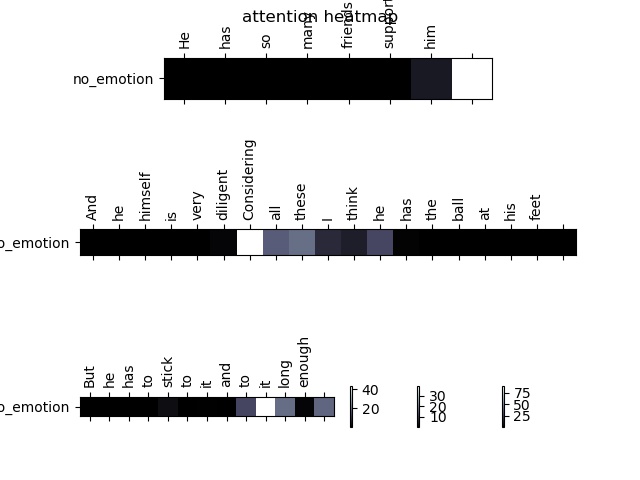 attention heatmap
He has so many friends support him
no_emotion
And he himself is very diligent Considering all these I think he has the ball at his feet
o_emotion
But he has to stick to it and to it long enough
o_emotion
40
20
30
20
10
75
50
25